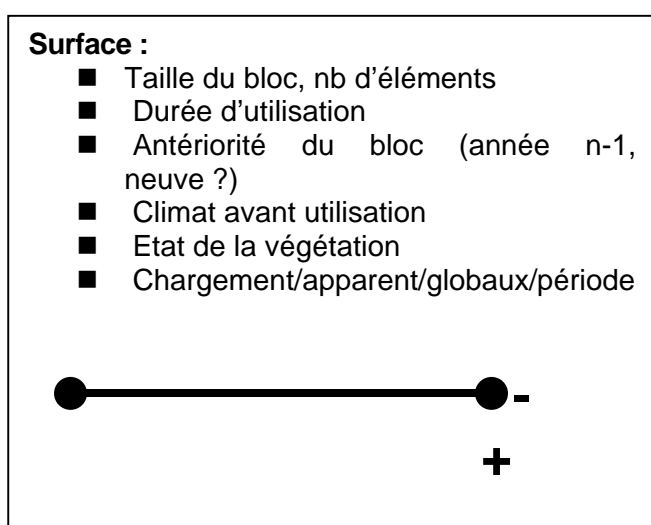 Surface :
■ Taille du bloc, nb d'éléments
■ Durée d'utilisation
■ Antériorité du bloc (année n-1,
neuve ?)
■ Climat avant utilisation
■ Etat de la végétation
■ Chargement/apparent/globaux/période
-
+